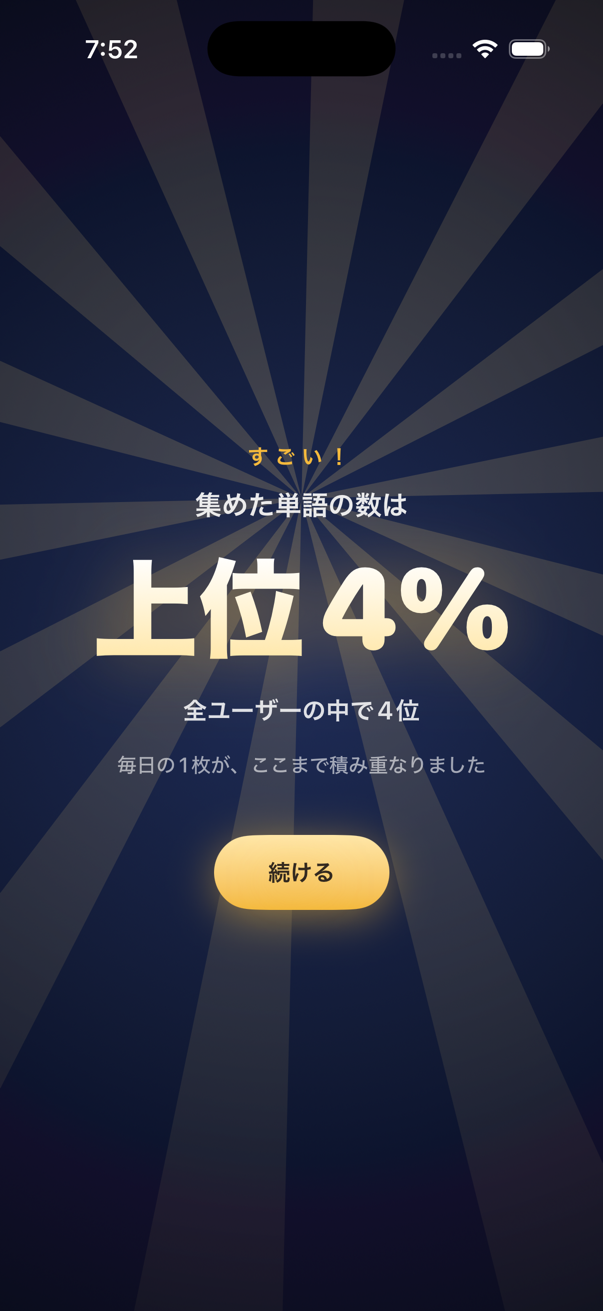 7:52
すごい！
集めた単語の数は
上位4%
全ユーザーの中で4位
毎日の1枚が、ここまで積み重なりました
続ける